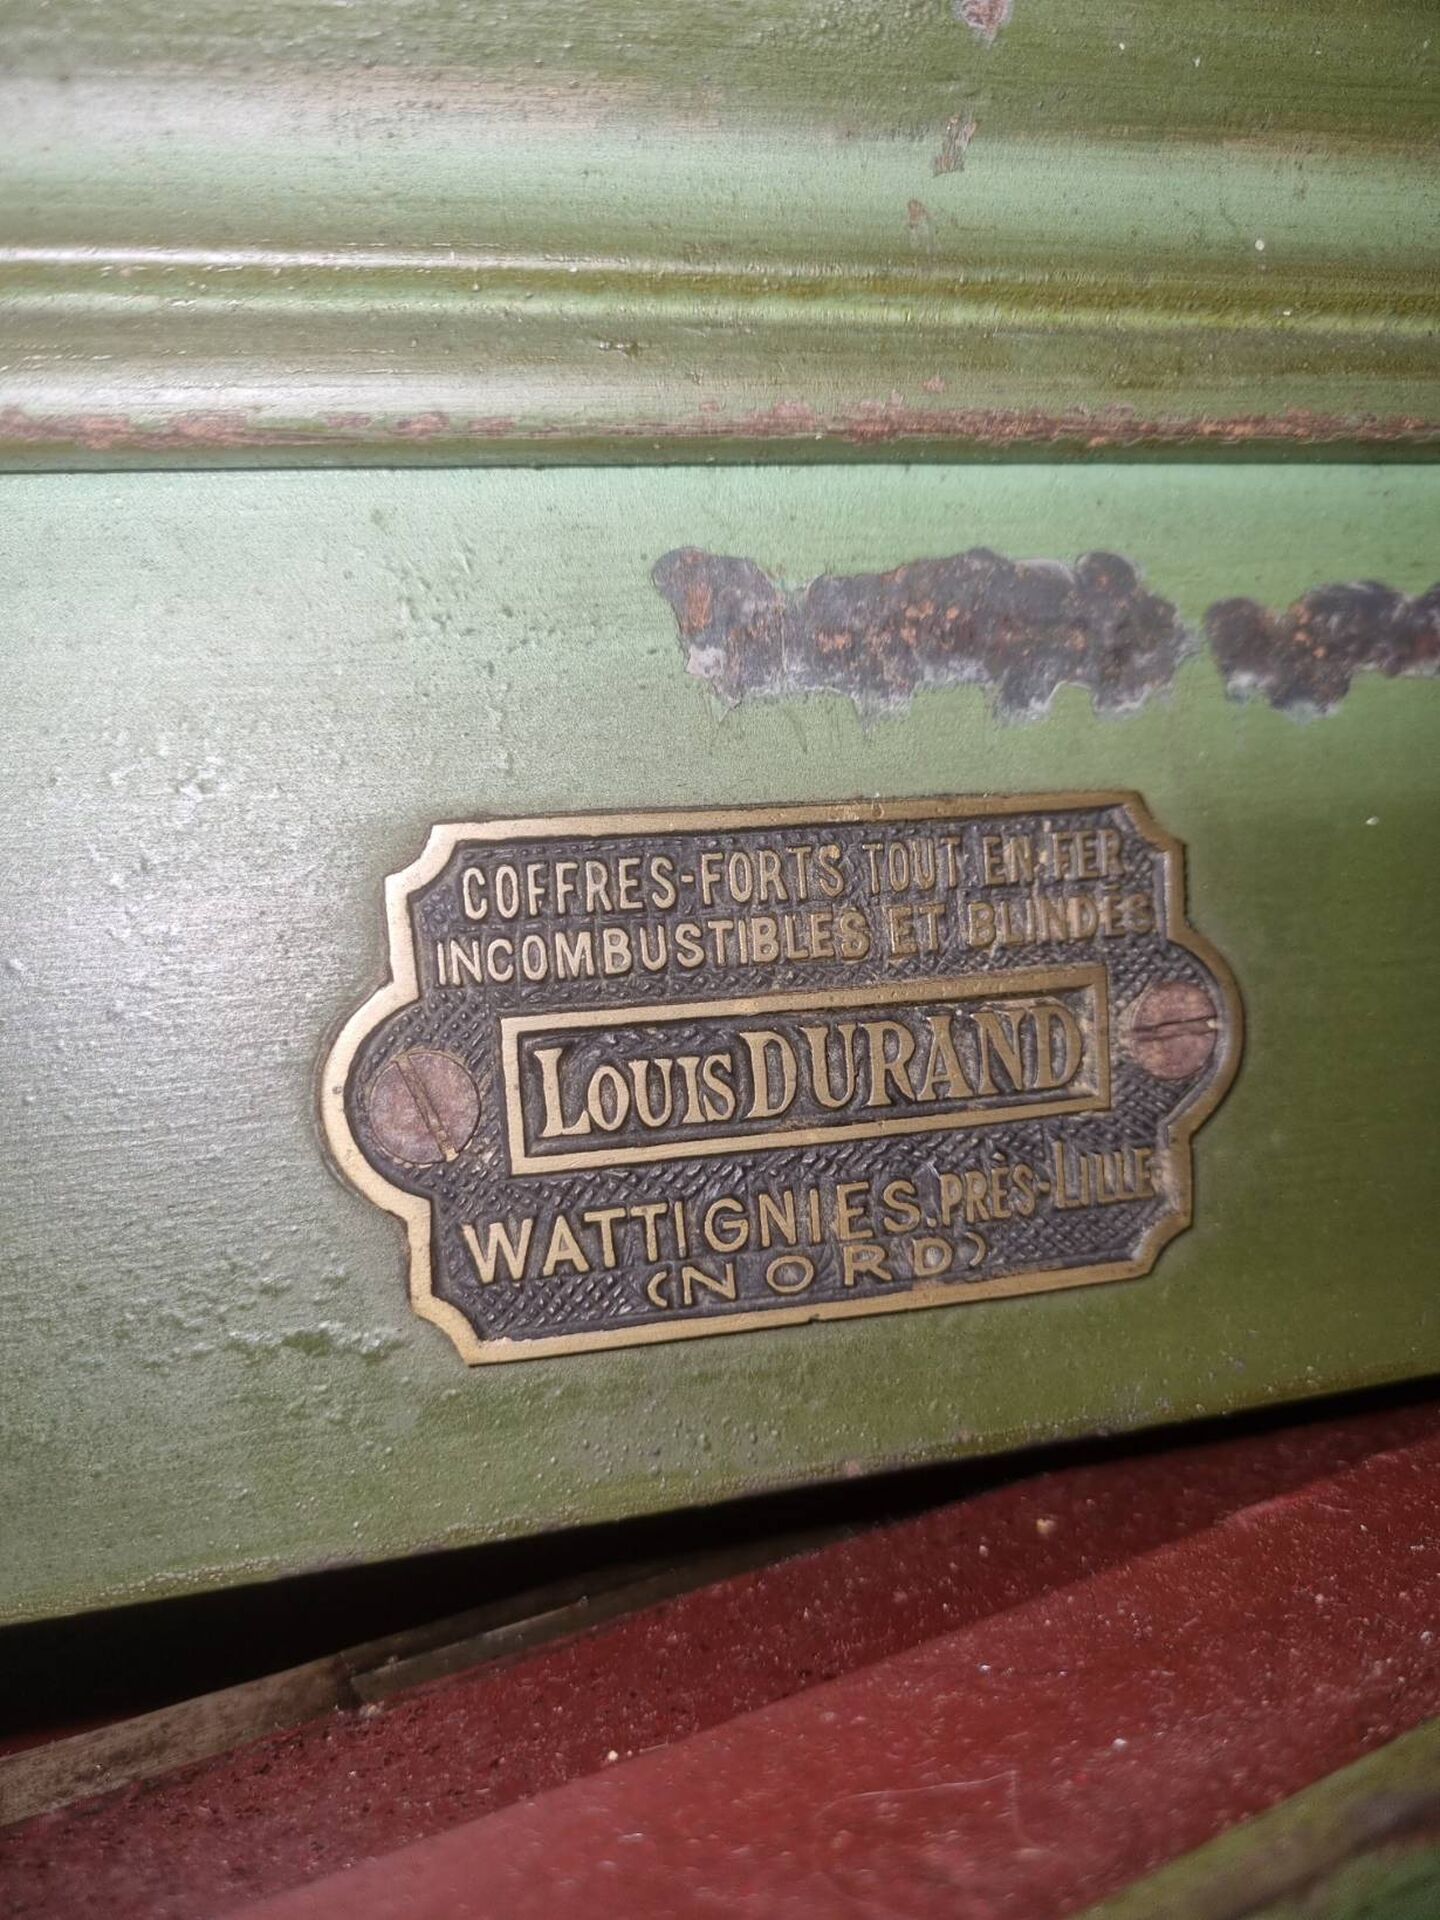 COFFRES-FORTS TOUT EN FER
INCOMBUSTIBLES ET BLINDÉS
LOUIS DURAND
WATTIGNIES. PRÈS-LILLE
(NORD)